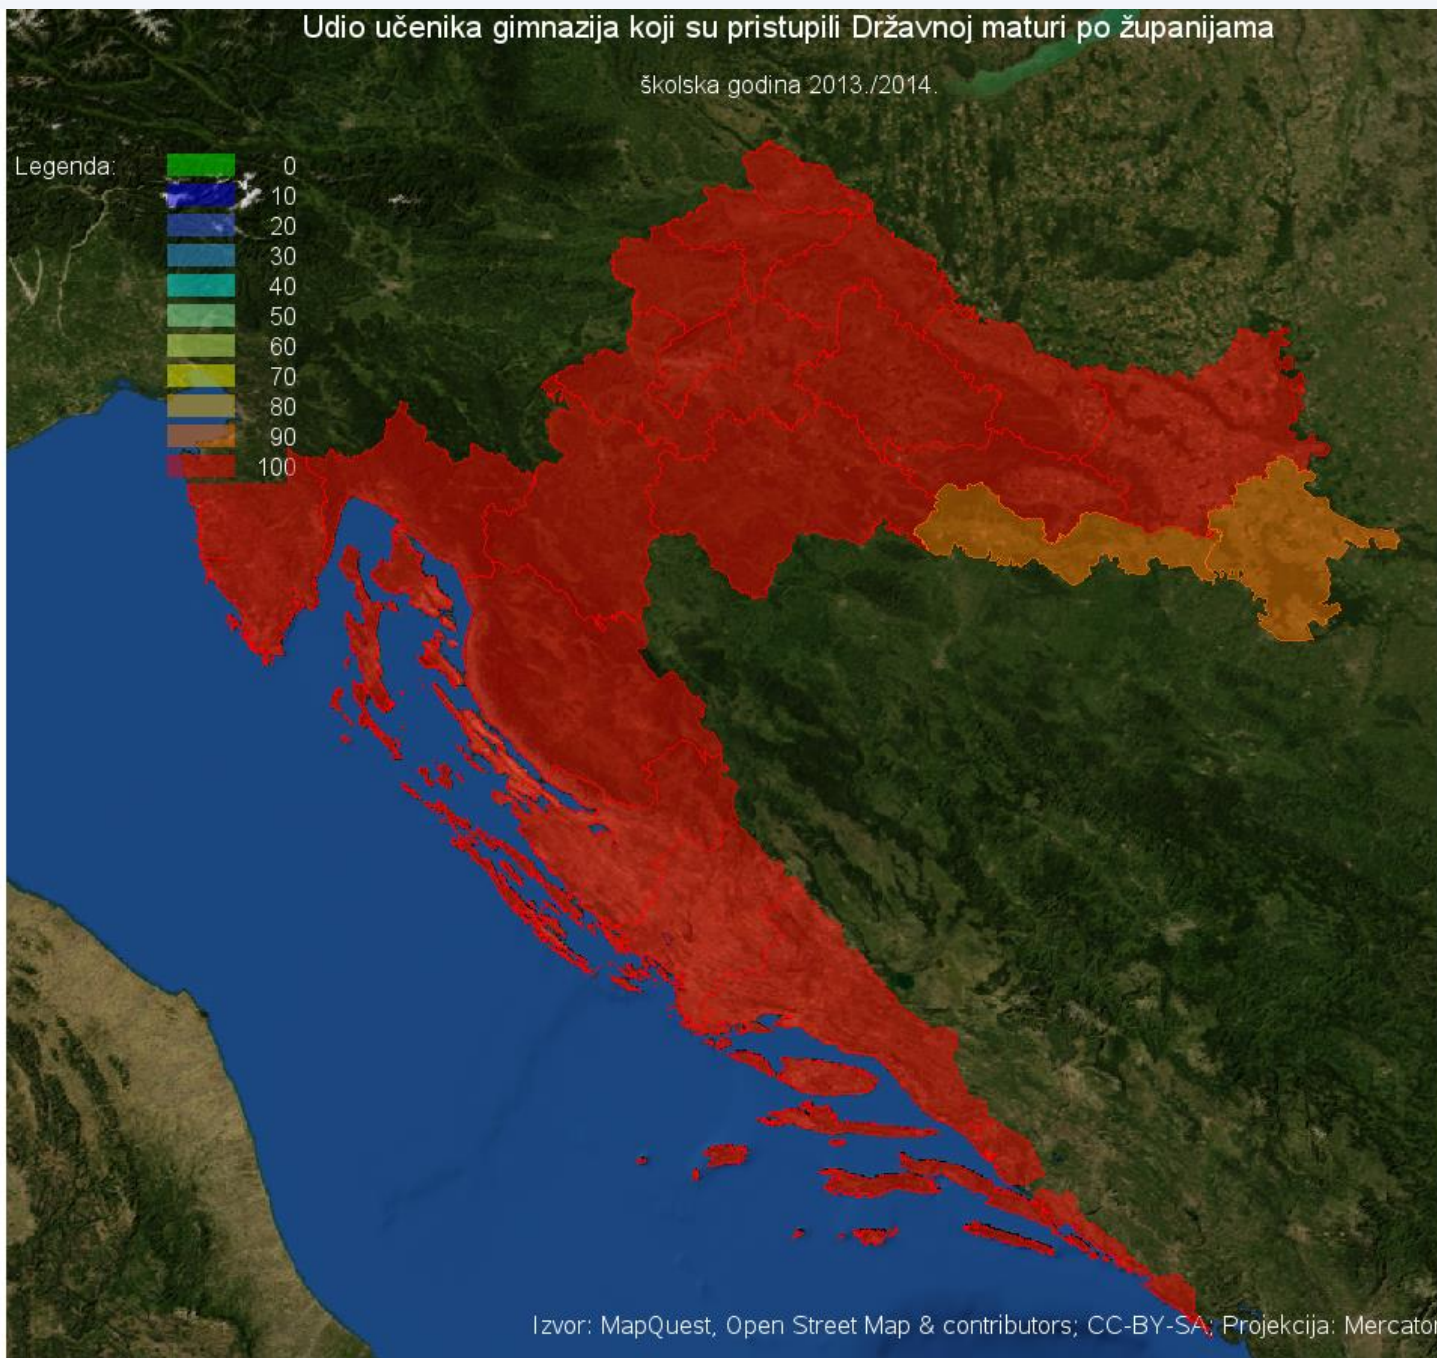 Udio učenika gimnazija koji su pristupili Državnoj maturi po županijama
školska godina 2013./2014.
Legenda:
0
10
20
30
40
50
60
70
80
90
100
Izvor: MapQuest, Open Street Map & contributors; CC-BY-SA; Projekcija: Mercator